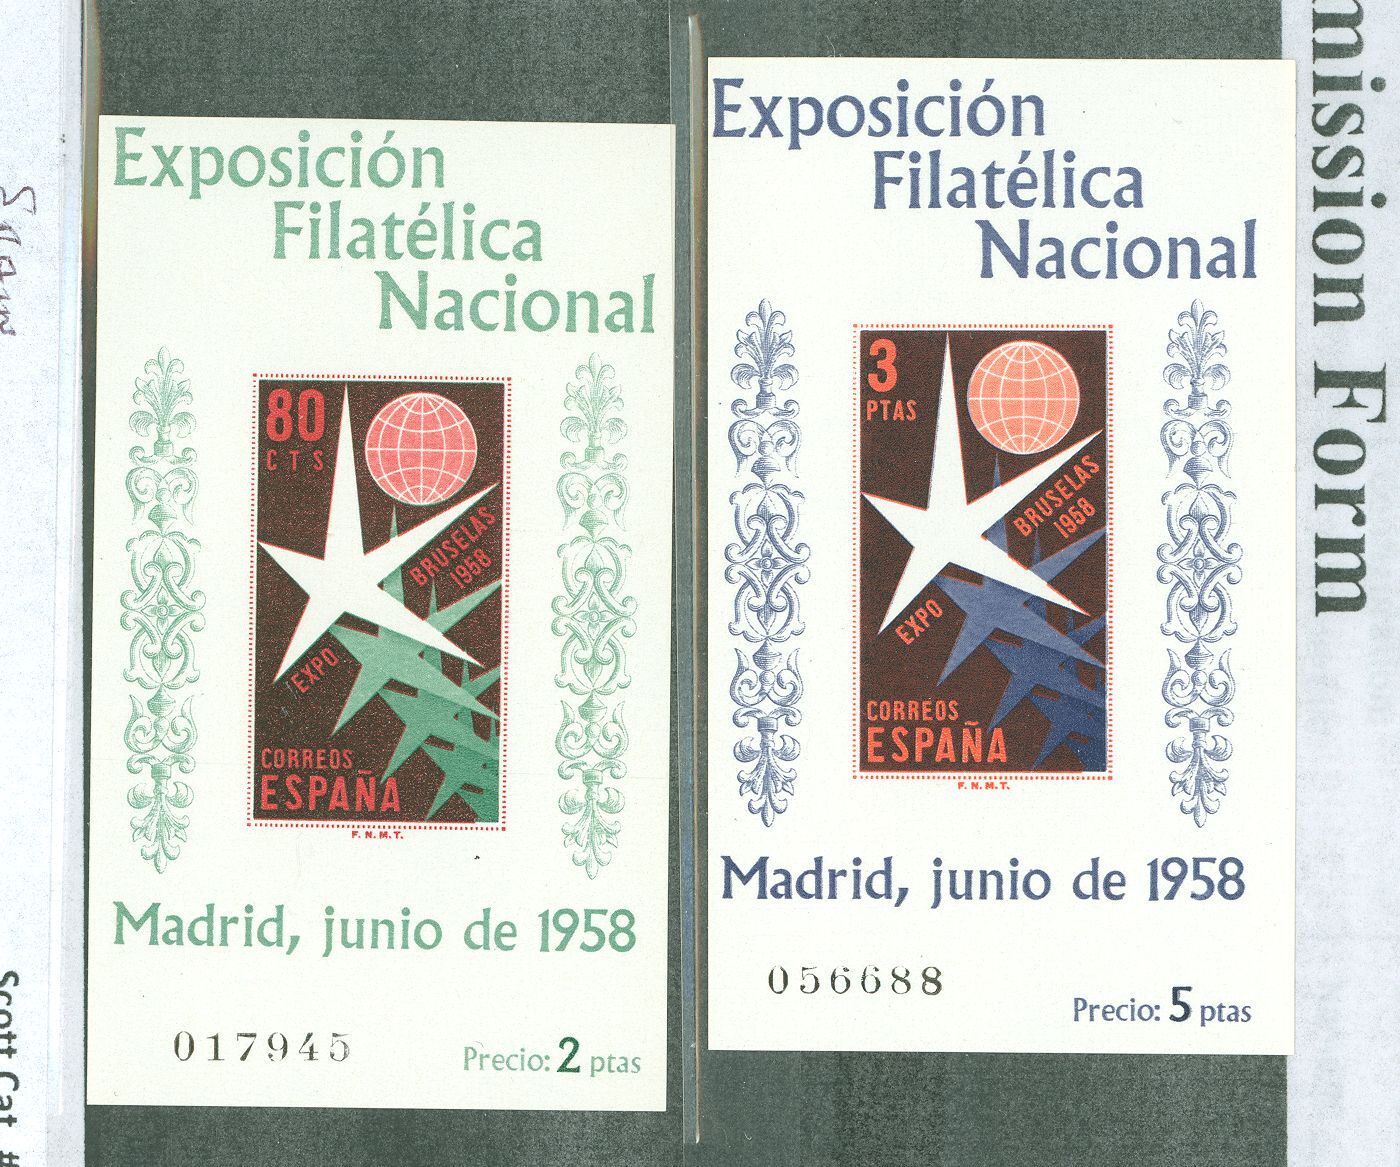 Exposición
Filatélica
Nacional
80
CTS
BRUSELAS
1958
EXPO
CORREOS
ESPAÑA
F. N. M. T.
Madrid, junio de 1958
017945
Precio: 2 ptas
Exposición
Filatélica
Nacional
3
PTAS
BRUSELAS
1958
EXPO
CORREOS
ESPAÑA
F. N. M. T.
Madrid, junio de 1958
056688
Precio: 5 ptas
mission Form
Scott Cat #